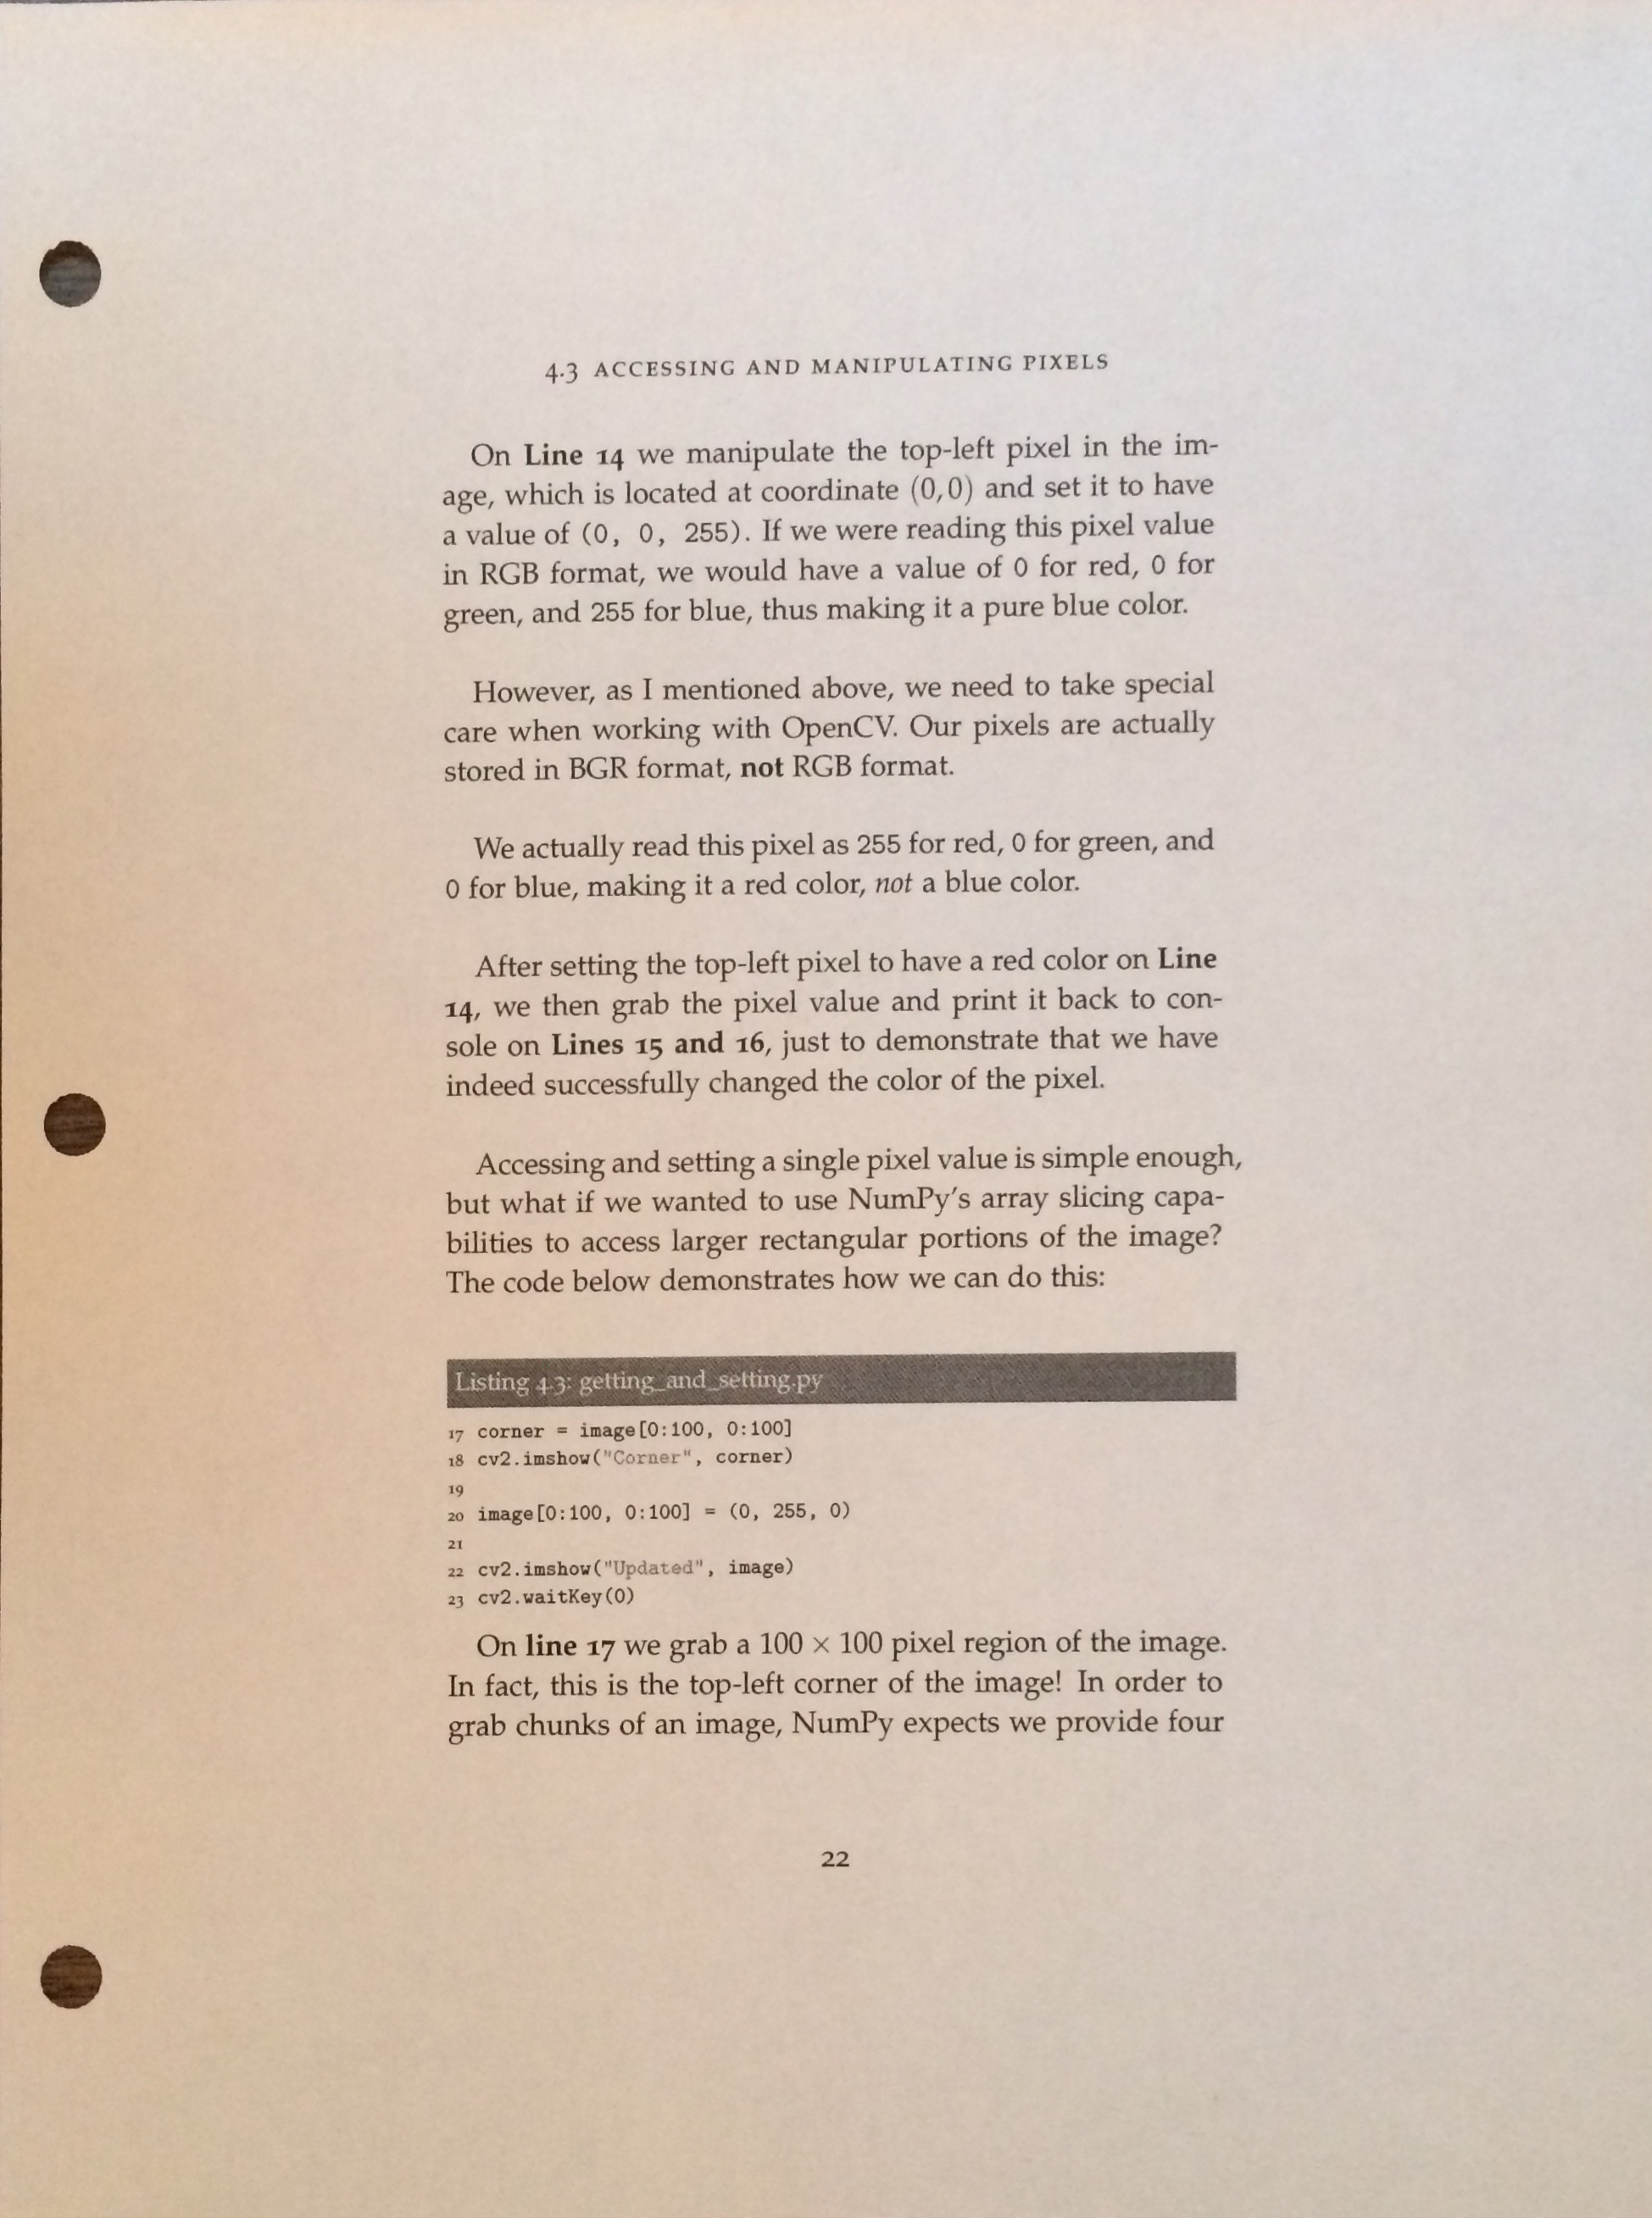 4.3 ACCESSING AND MANIPULATING PIXELS
On Line 14 we manipulate the top-left pixel in the im-
age, which is located at coordinate (0,0) and set it to have
a value of (0, 0, 255). If we were reading this pixel value
in RGB format, we would have a value of 0 for red, 0 for
green, and 255 for blue, thus making it a pure blue color.
However, as I mentioned above, we need to take special
care when working with OpenCV. Our pixels are actually
stored in BGR format, not RGB format.
We actually read this pixel as 255 for red, 0 for green, and
0 for blue, making it a red color, not a blue color.
After setting the top-left pixel to have a red color on Line
14, we then grab the pixel value and print it back to con-
sole on Lines 15 and 16, just to demonstrate that we have
indeed successfully changed the color of the pixel.
Accessing and setting a single pixel value is simple enough,
but what if we wanted to use NumPy's array slicing capa-
bilities to access larger rectangular portions of the image?
The code below demonstrates how we can do this:
Listing 4.3: getting_and_setting.py
17 corner = image[0:100, 0:100]
18 cv2.imshow("Corner", corner)
19
20 image[0:100, 0:100] = (0, 255, 0)
21
22 cv2.imshow("Updated", image)
23 cv2.waitKey(0)
On line 17 we grab a 100 × 100 pixel region of the image.
In fact, this is the top-left corner of the image! In order to
grab chunks of an image, NumPy expects we provide four
22